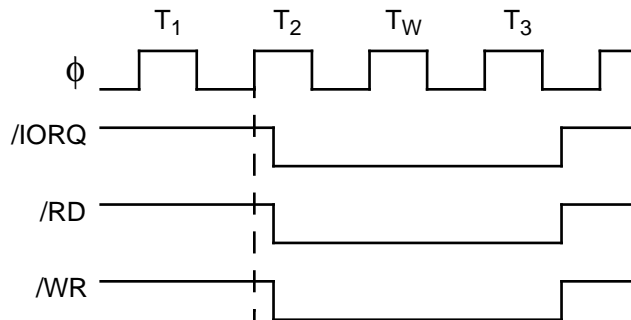 T1 T2 TW T3
ϕ
/IORQ
/RD
/WR